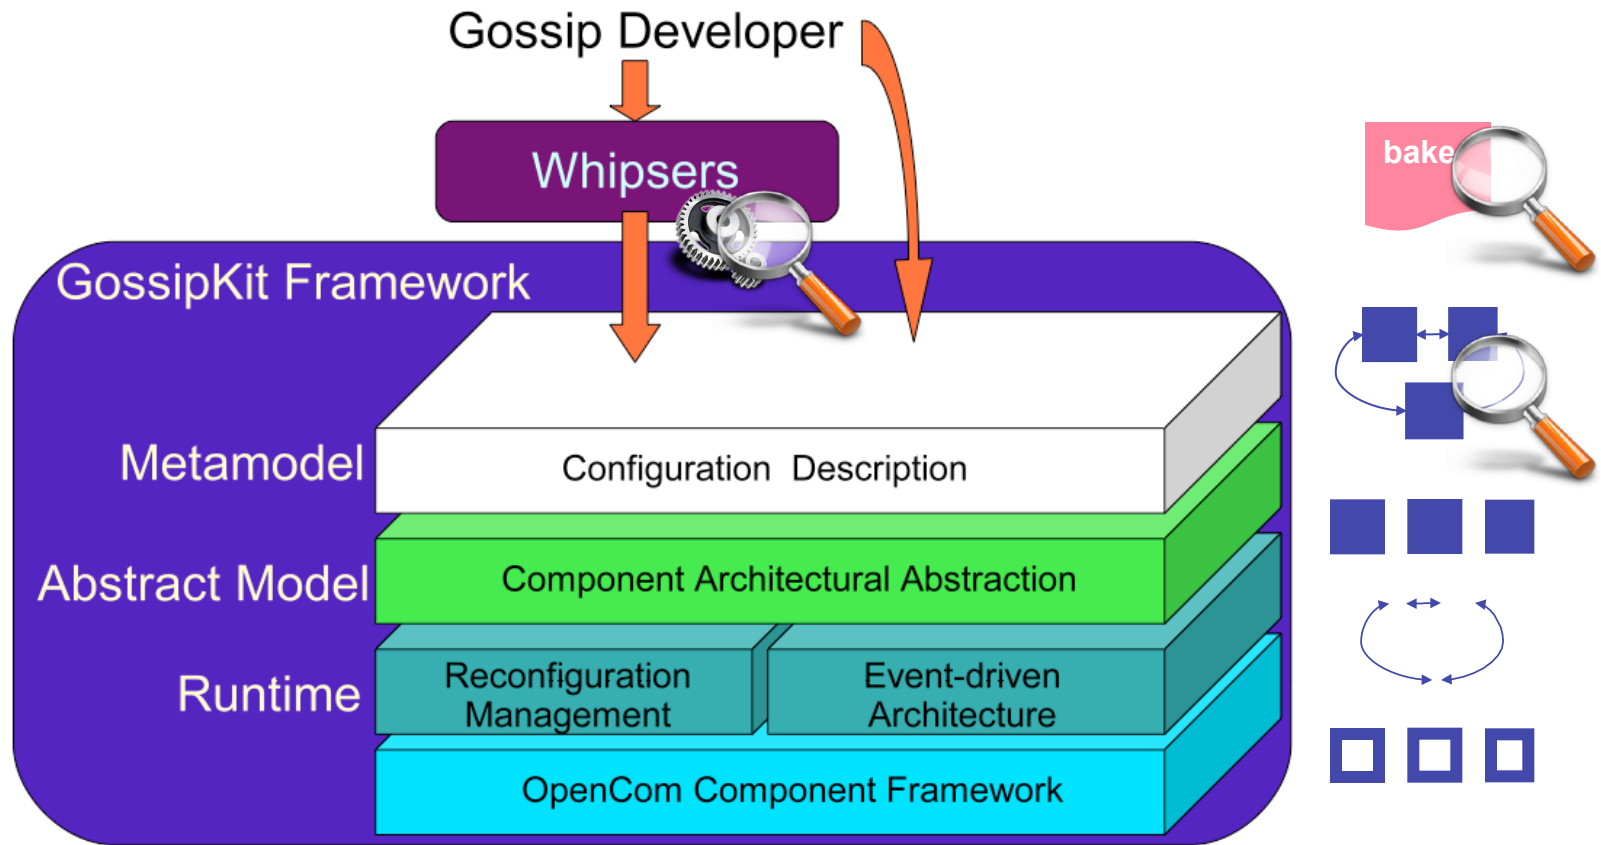 Gossip Developer
Whipsers
bake
GossipKit Framework
Metamodel
Configuration Description
Abstract Model
Component Architectural Abstraction
Runtime
Reconfiguration
Management
Event-driven
Architecture
OpenCom Component Framework